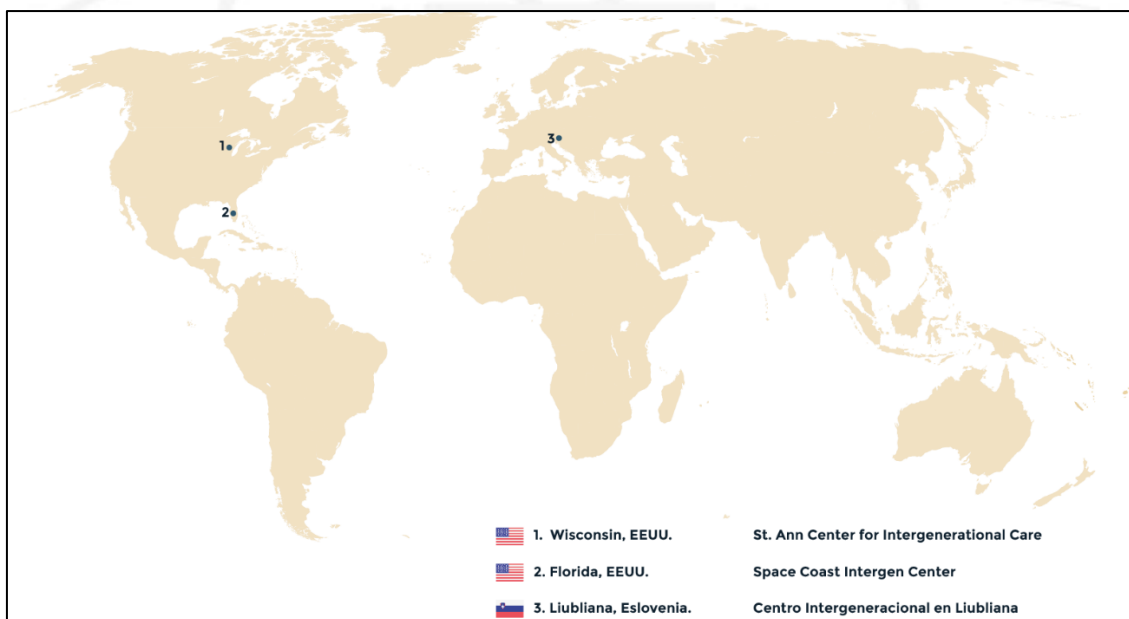 1
3
2
1. Wisconsin, EEUU. St. Ann Center for Intergenerational Care
2. Florida, EEUU. Space Coast Intergen Center
3. Liubliana, Eslovenia. Centro Intergeneracional en Liubliana